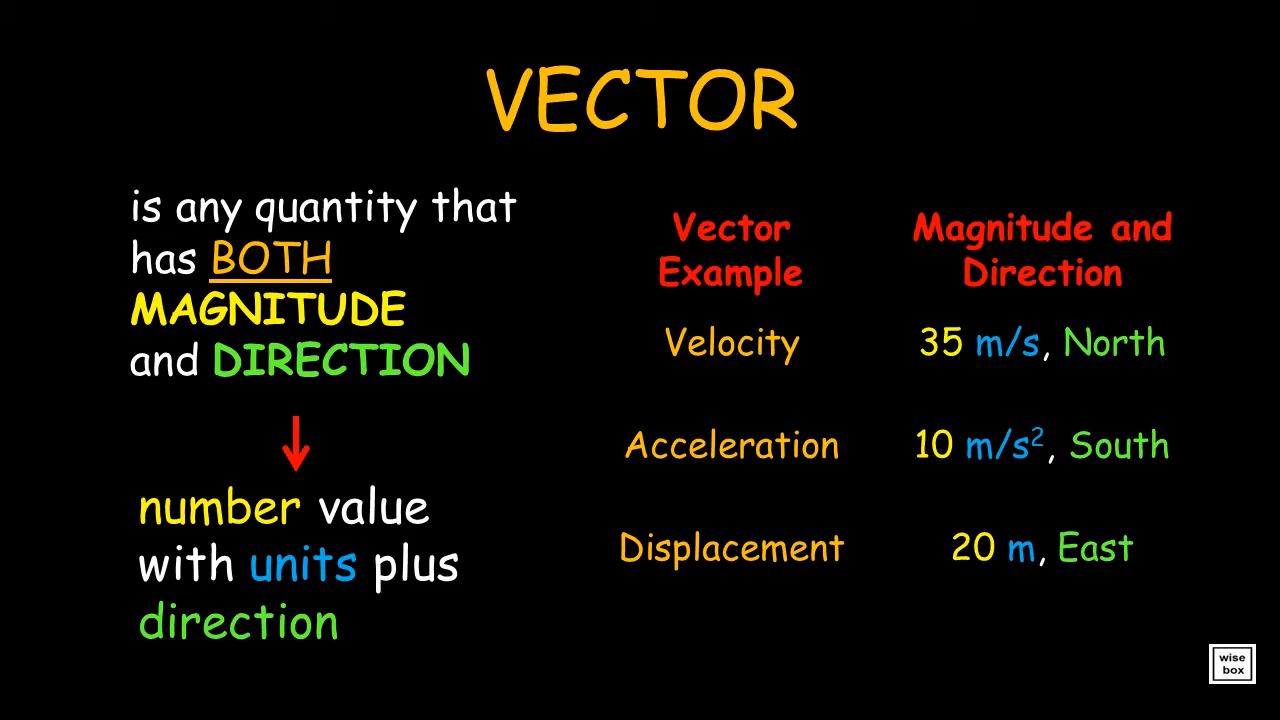 VECTOR
is any quantity that
has BOTH
MAGNITUDE
and DIRECTION
number value
with units plus
direction
Vector
Example
Magnitude and
Direction
Velocity
35 m/s, North
Acceleration
10 m/s², South
Displacement
20 m, East
wise
box